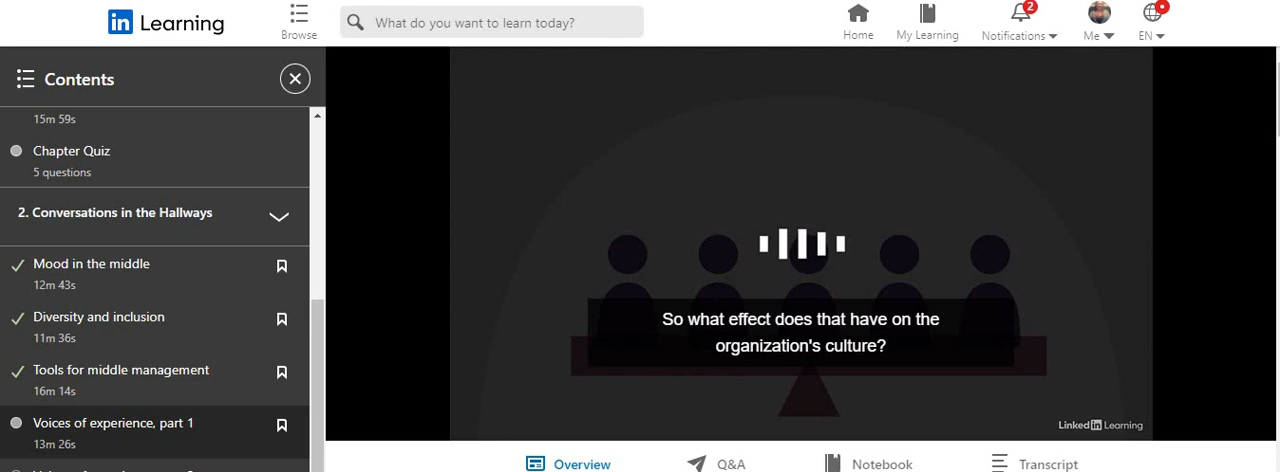 in Learning
Browse
What do you want to learn today?
Home
My Learning
2
Notifications
Me
EN
Contents
15m 59s
Chapter Quiz
5 questions
2. Conversations in the Hallways
Mood in the middle
12m 43s
Diversity and inclusion
11m 36s
Tools for middle management
16m 14s
Voices of experience, part 1
13m 26s
So what effect does that have on the
organization's culture?
Linked in Learning
Overview
Q&A
Notebook
Transcript